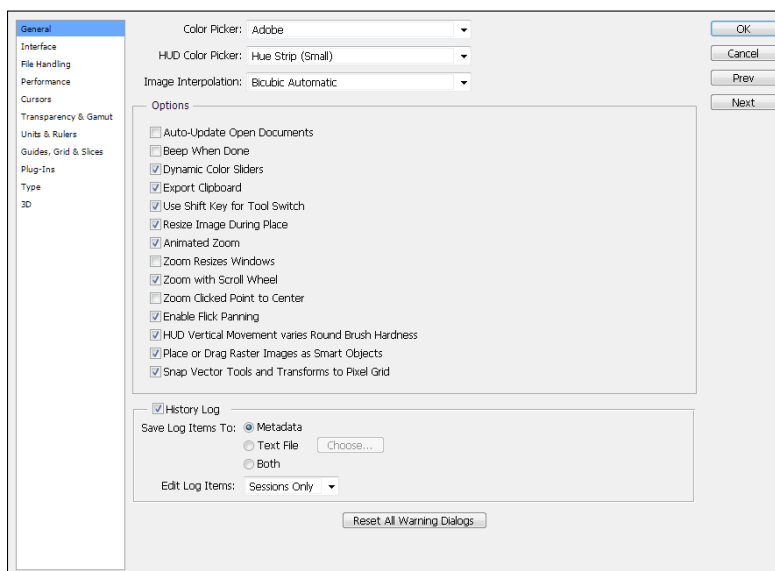 General
Interface
File Handling
Performance
Cursors
Transparency & Gamut
Units & Rulers
Guides, Grid & Slices
Plug-Ins
Type
3D
Color Picker: Adobe
HUD Color Picker: Hue Strip (Small)
Image Interpolation: Bicubic Automatic
Options
Auto-Update Open Documents
Beep When Done
Dynamic Color Sliders
Export Clipboard
Use Shift Key for Tool Switch
Resize Image During Place
Animated Zoom
Zoom Resizes Windows
Zoom with Scroll Wheel
Zoom Clicked Point to Center
Enable Flick Panning
HUD Vertical Movement varies Round Brush Hardness
Place or Drag Raster Images as Smart Objects
Snap Vector Tools and Transforms to Pixel Grid
History Log
Save Log Items To: Metadata
Text File Choose...
Both
Edit Log Items: Sessions Only
Reset All Warning Dialogs
OK
Cancel
Prev
Next